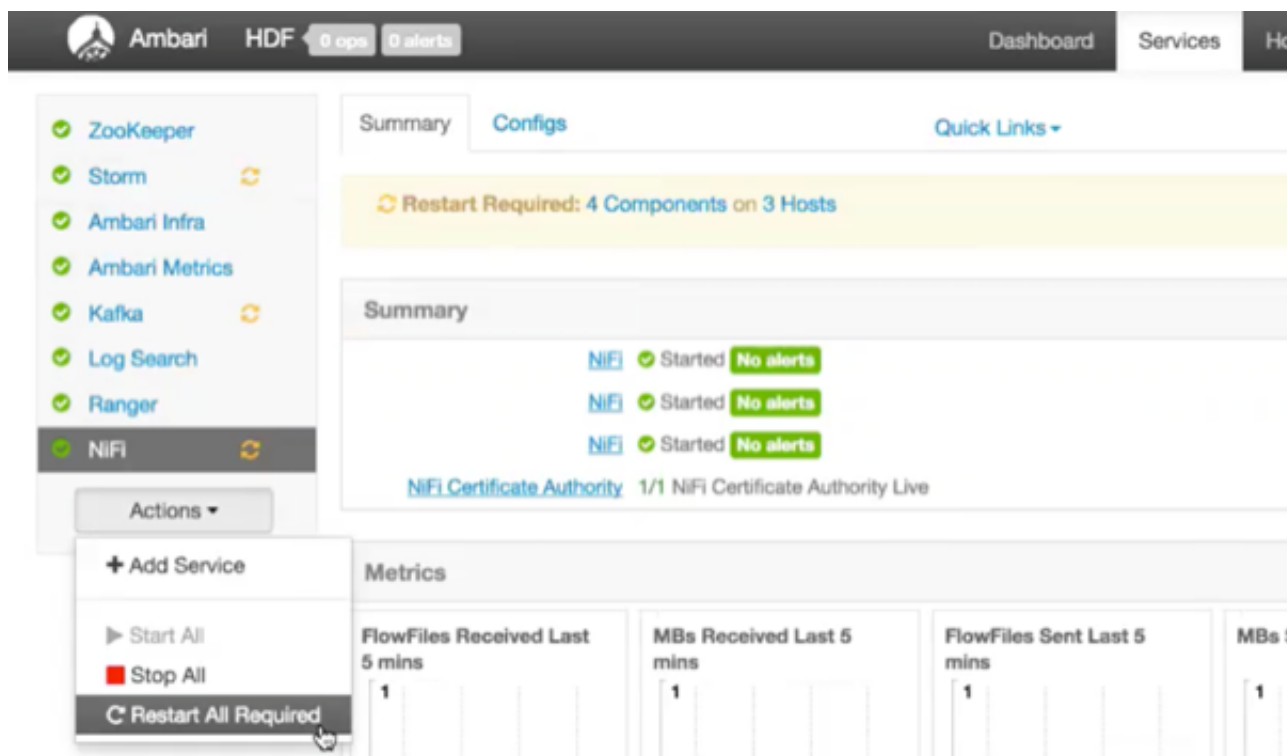 Ambari HDF 0 ops 0 alerts Dashboard Services
ZooKeeper
Storm
Ambari Infra
Ambari Metrics
Kafka
Log Search
Ranger
NiFi
Actions
Add Service
Start All
Stop All
Restart All Required
Summary Configs Quick Links
Restart Required: 4 Components on 3 Hosts
Summary
NiFi Started No alerts
NiFi Started No alerts
NiFi Started No alerts
NiFi Certificate Authority 1/1 NiFi Certificate Authority Live
Metrics
FlowFiles Received Last
5 mins
1
MBs Received Last 5
mins
1
FlowFiles Sent Last 5
mins
1
MBs
1